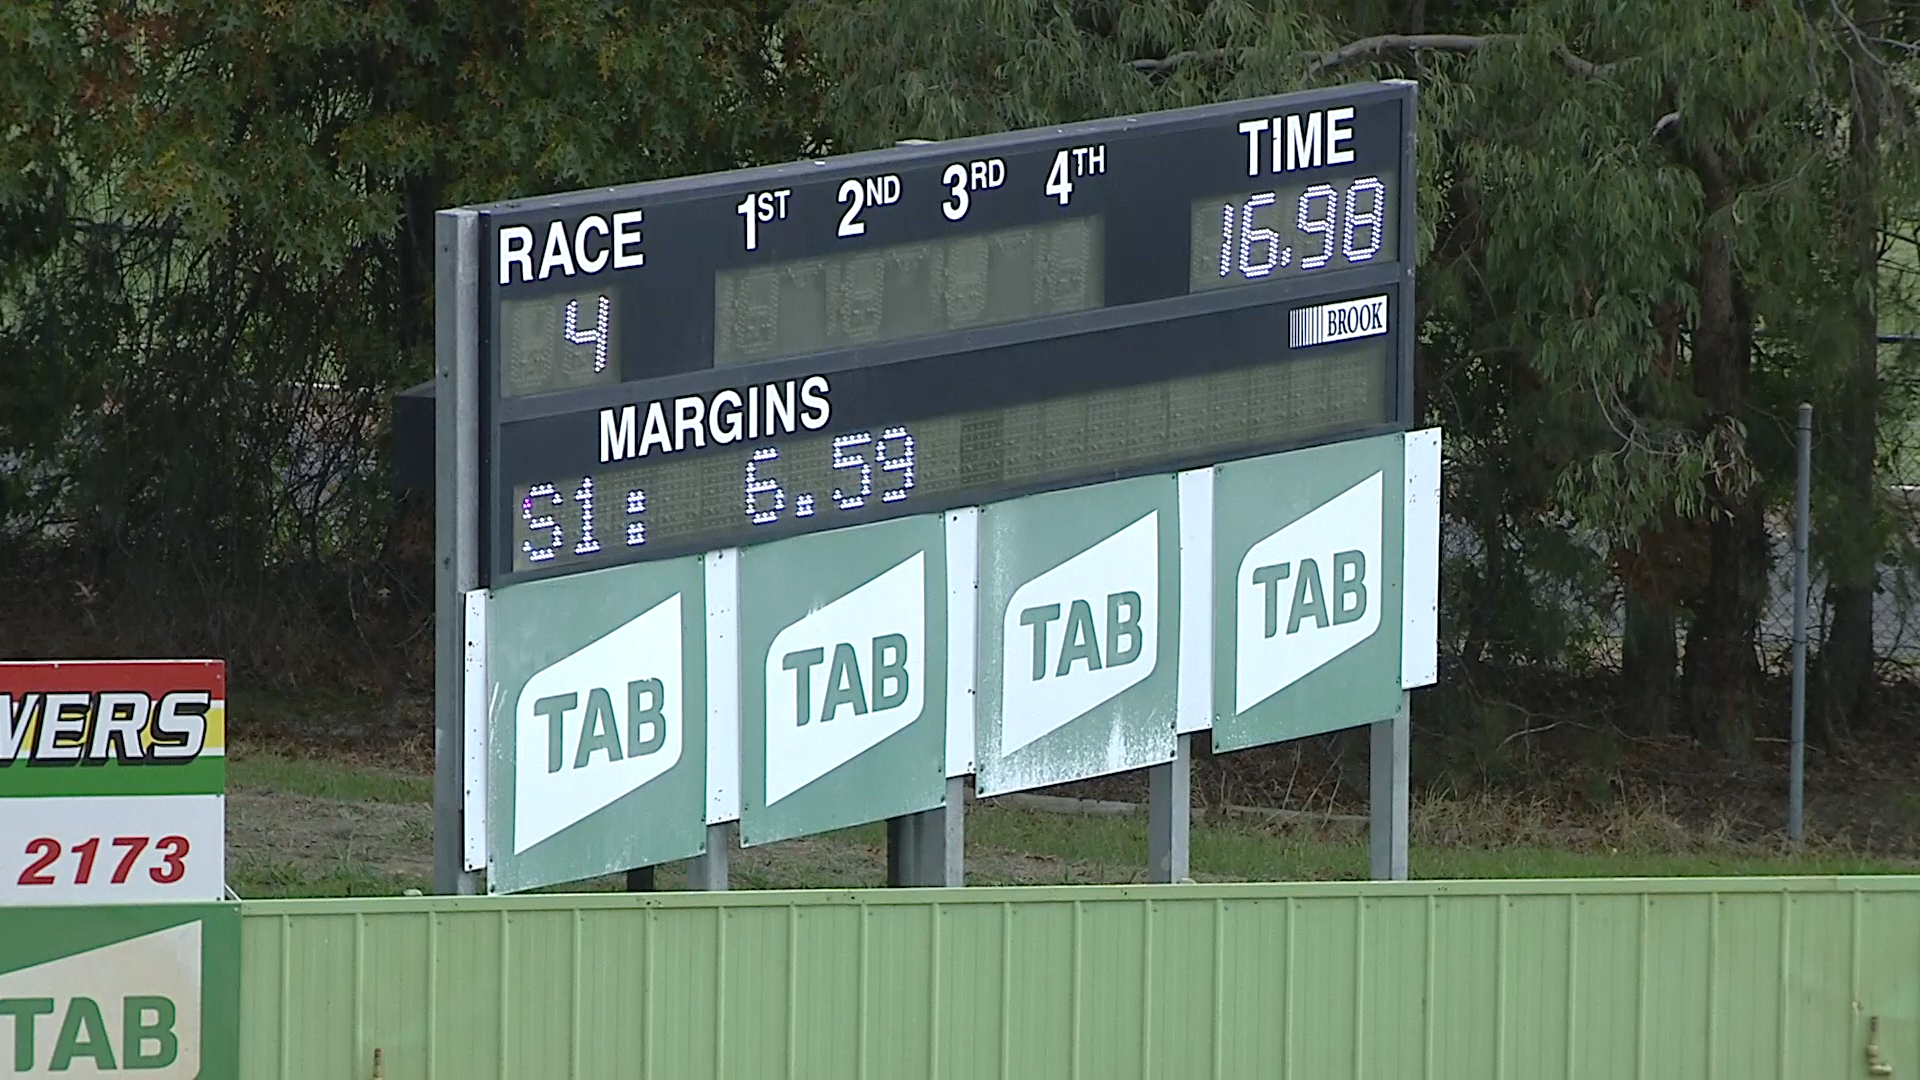 RACE 1ST 2ND 3RD 4TH TIME
4 16.98
BROOK
MARGINS
S1: 6.59
TAB TAB TAB TAB
2173
TAB